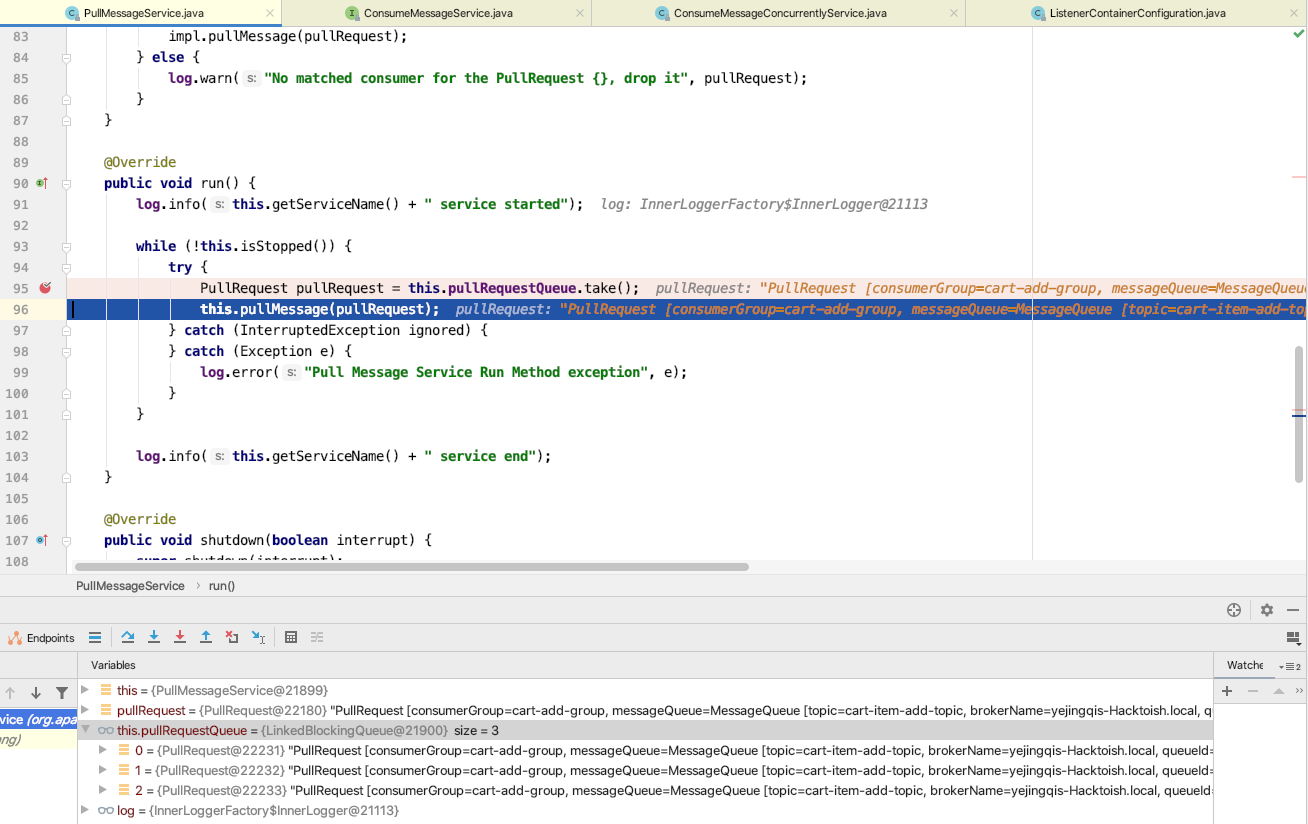 PullMessageService.java ConsumeMessageService.java ConsumeMessageConcurrentlyService.java ListenerContainerConfiguration.java
83 impl.pullMessage(pullRequest);
84 } else {
85 log.warn( s: "No matched consumer for the PullRequest {}, drop it", pullRequest);
86 }
87 }
88
89 @Override
90 public void run() {
91 log.info( s: this.getServiceName() + " service started"); log: InnerLoggerFactory$InnerLogger@21113
92
93 while (!this.isStopped()) {
94 try {
95 PullRequest pullRequest = this.pullRequestQueue.take(); pullRequest: "PullRequest [consumerGroup=cart-add-group, messageQueue=MessageQueue
96 this.pullMessage(pullRequest); pullRequest: "PullRequest [consumerGroup=cart-add-group, messageQueue=MessageQueue [topic=cart-item-add-top
97 } catch (InterruptedException ignored) {
98 } catch (Exception e) {
99 log.error( s: "Pull Message Service Run Method exception", e);
100 }
101 }
102
103 log.info( s: this.getServiceName() + " service end");
104 }
105
106 @Override
107 public void shutdown(boolean interrupt) {
108 super.shutdown(interrupt);
PullMessageService › run()
Endpoints
Variables Watche 2
this = {PullMessageService@21899}
pullRequest = {PullRequest@22180} "PullRequest [consumerGroup=cart-add-group, messageQueue=MessageQueue [topic=cart-item-add-topic, brokerName=yejingqis-Hacktoish.local, q
vice (org.apa this.pullRequestQueue = {LinkedBlockingQueue@21900} size = 3
ng) 0 = {PullRequest@22231} "PullRequest [consumerGroup=cart-add-group, messageQueue=MessageQueue [topic=cart-item-add-topic, brokerName=yejingqis-Hacktoish.local, queueId=
1 = {PullRequest@22232} "PullRequest [consumerGroup=cart-add-group, messageQueue=MessageQueue [topic=cart-item-add-topic, brokerName=yejingqis-Hacktoish.local, queueId=
2 = {PullRequest@22233} "PullRequest [consumerGroup=cart-add-group, messageQueue=MessageQueue [topic=cart-item-add-topic, brokerName=yejingqis-Hacktoish.local, queueId=
log = {InnerLoggerFactory$InnerLogger@21113}